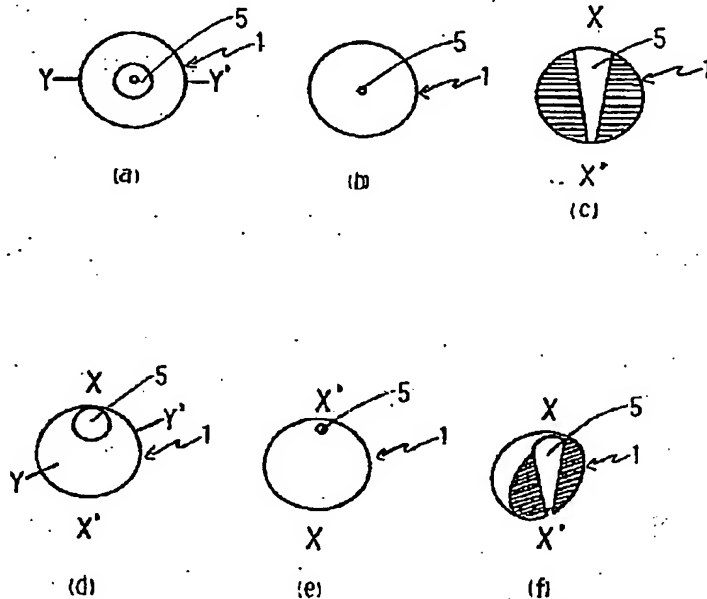 5 1 5 X 5
Y Y' 1 1
(a) (b) X'
(c)
X 5 X' 5 X 5
Y' 1 1 1
Y
X' X X'
(d) (e) (f)